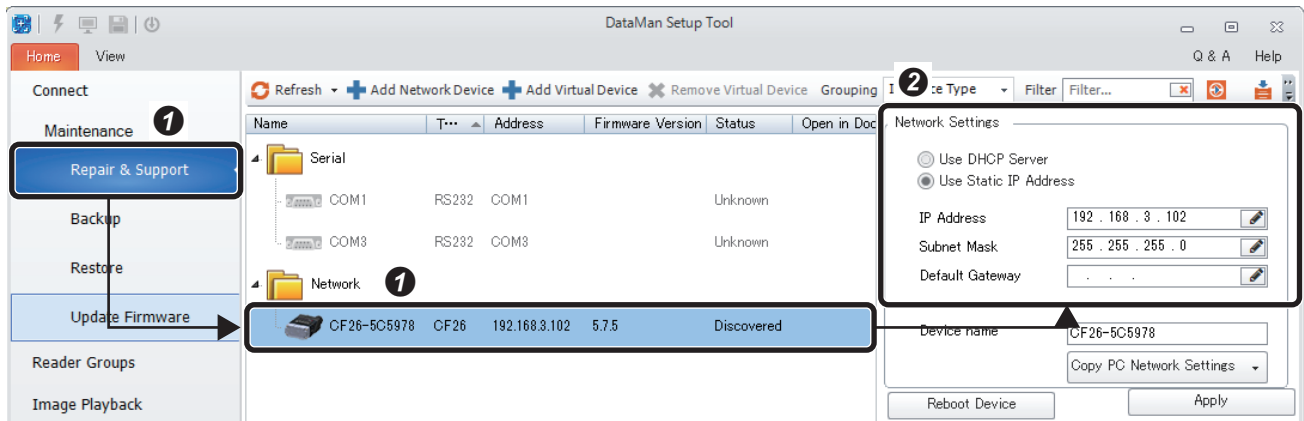 DataMan Setup Tool
Home View Q & A Help
Connect
Maintenance 1
Repair & Support
Backup
Restore
Update Firmware
Reader Groups
Image Playback
Refresh Add Network Device Add Virtual Device Remove Virtual Device Grouping 2 ce Type Filter Filter...
Name T... Address Firmware Version Status Open in Doc
Serial
COM1 RS232 COM1 Unknown
COM3 RS232 COM3 Unknown
Network 1
CF26-5C5978 CF26 192.168.3.102 5.7.5 Discovered
Network Settings
Use DHCP Server
Use Static IP Address
IP Address 192 . 168 . 3 . 102
Subnet Mask 255 . 255 . 255 . 0
Default Gateway . . .
Device name CF26-5C5978
Copy PC Network Settings
Reboot Device Apply